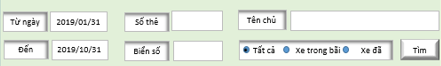 Từ ngày 2019/01/31 Số thẻ Tên chủ
Đến 2019/10/31 Biển số Tất cả Xe trong bãi Xe đã Tìm